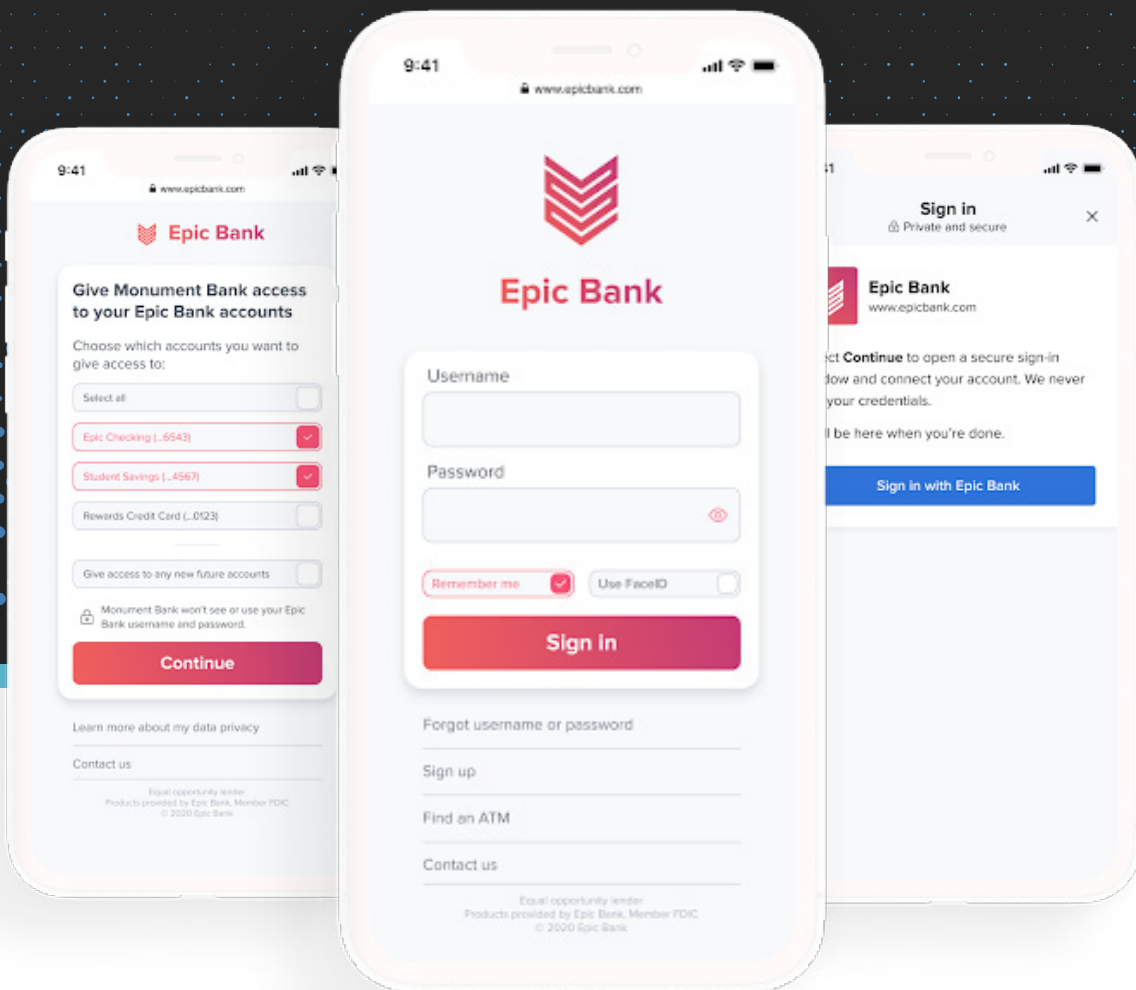 9:41
www.epicbank.com
Epic Bank
Give Monument Bank access
to your Epic Bank accounts
Choose which accounts you want to
give access to:
Select all
Epic Checking (...6543)
Student Savings (...4567)
Rewards Credit Card (...0123)
Give access to any new future accounts
Monument Bank won't see or use your Epic
Bank username and password.
Continue
Learn more about my data privacy
Contact us
Equal opportunity lender
Products provided by Epic Bank, Member FDIC
© 2020 Epic Bank
9:41
www.epicbank.com
Epic Bank
Username
Password
Remember me
Use FaceID
Sign in
Forgot username or password
Sign up
Find an ATM
Contact us
Equal opportunity lender
Products provided by Epic Bank, Member FDIC
© 2020 Epic Bank
Sign in
Private and secure
Epic Bank
www.epicbank.com
Continue to open a secure sign-in
and connect your account. We never
your credentials.
be here when you're done.
Sign in with Epic Bank